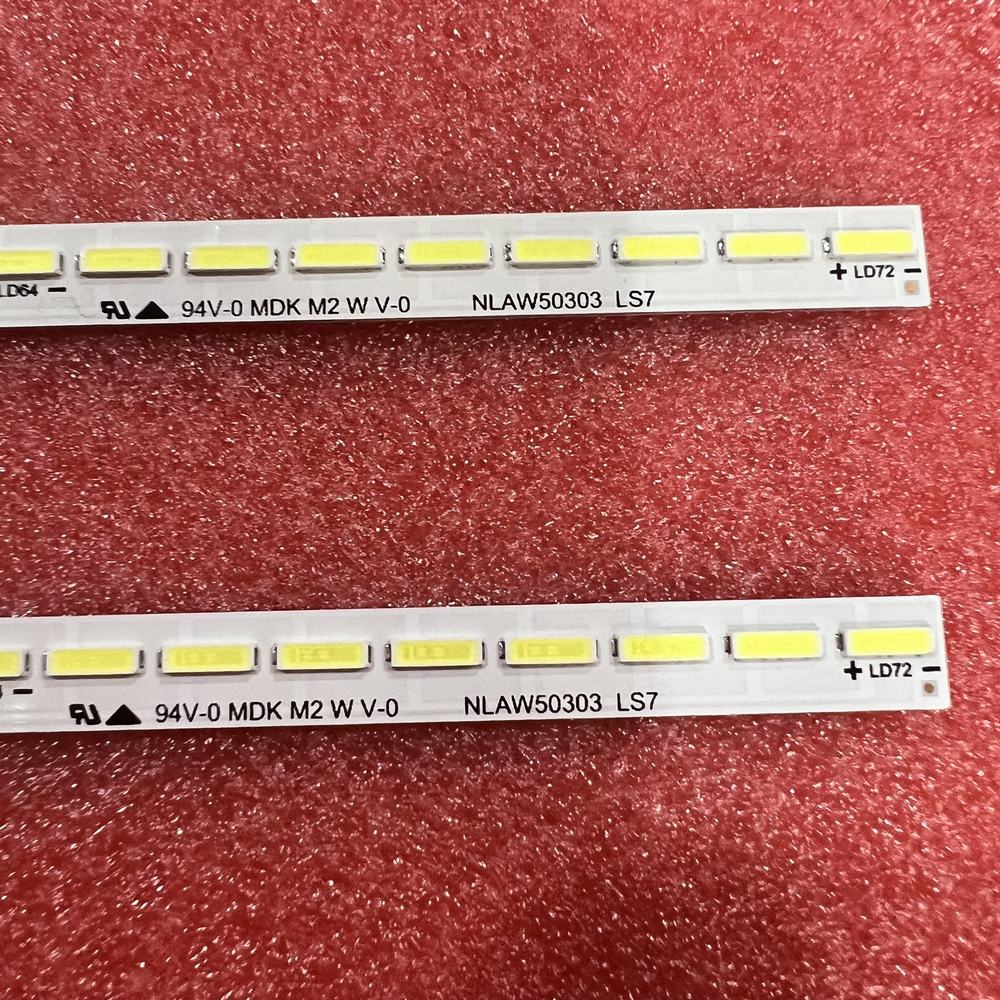 + LD72 −
LD64 −
94V-0 MDK M2 W V-0 NLAW50303 LS7
+ LD72 −
94V-0 MDK M2 W V-0 NLAW50303 LS7